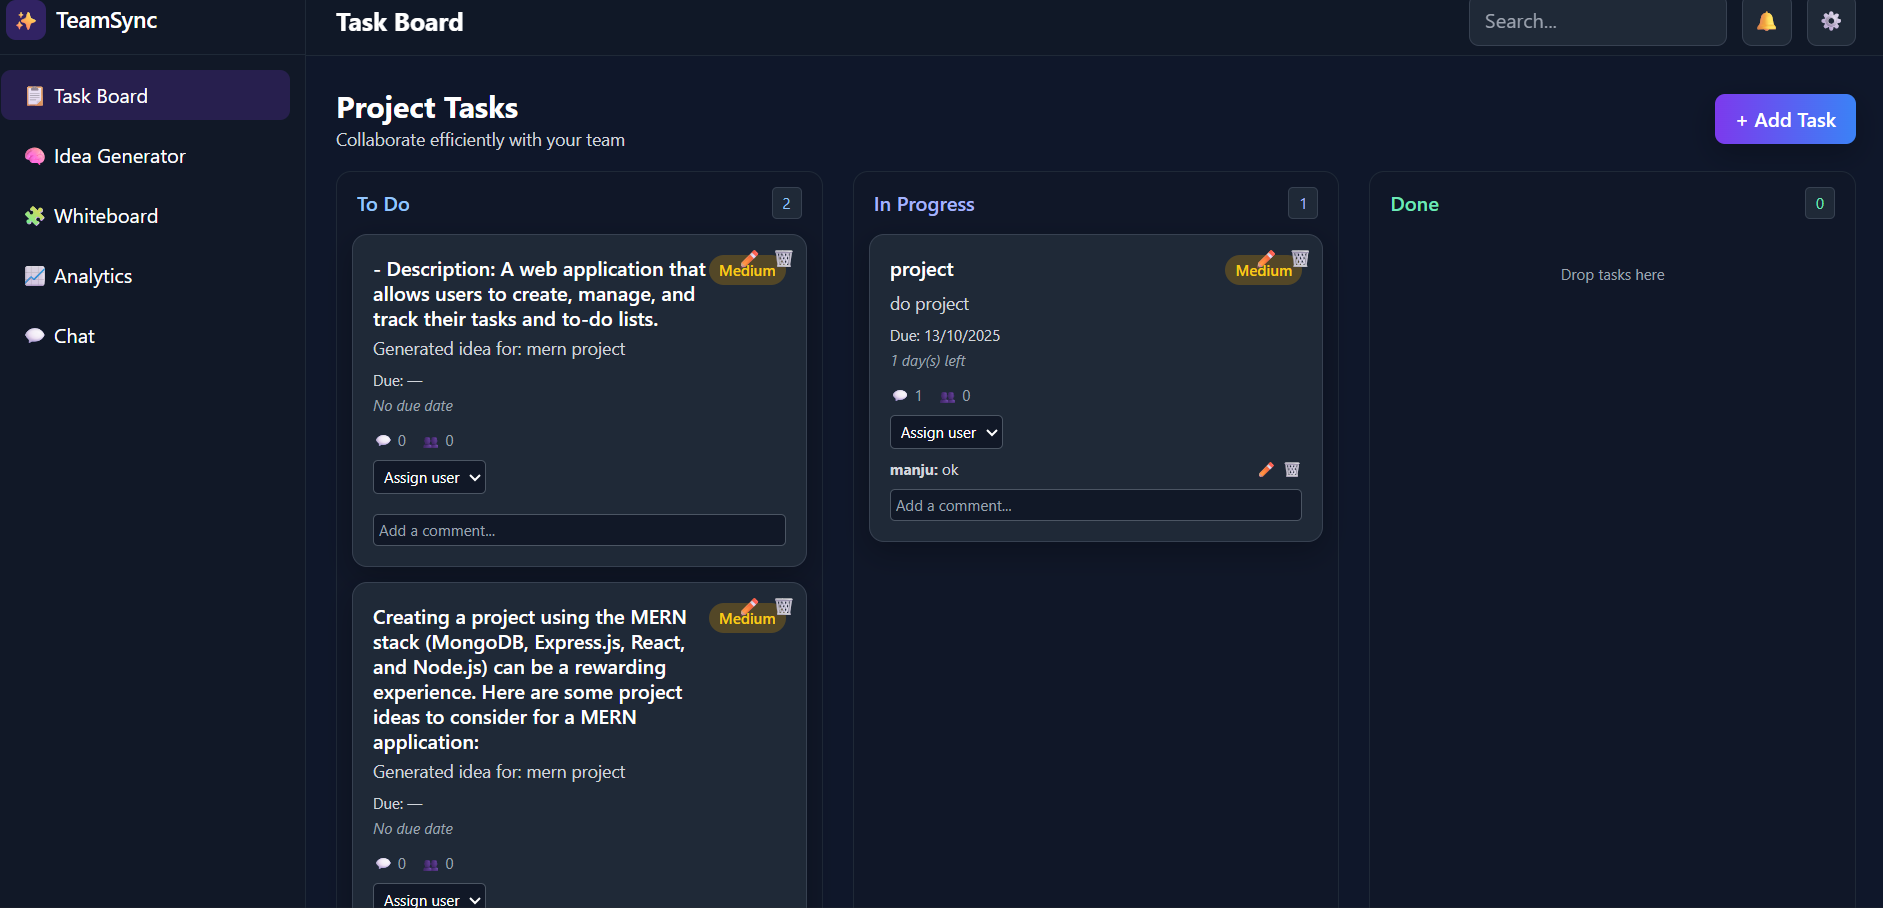 TeamSync
Task Board
Idea Generator
Whiteboard
Analytics
Chat
Task Board
Search...
Project Tasks
Collaborate efficiently with your team
+ Add Task
To Do
2
- Description: A web application that
allows users to create, manage, and
track their tasks and to-do lists.
Medium
Generated idea for: mern project
Due: —
No due date
0
0
Assign user
Add a comment...
Creating a project using the MERN
stack (MongoDB, Express.js, React,
and Node.js) can be a rewarding
experience. Here are some project
ideas to consider for a MERN
application:
Medium
Generated idea for: mern project
Due: —
No due date
0
0
Assign user
In Progress
1
project
Medium
do project
Due: 13/10/2025
1 day(s) left
1
0
Assign user
manju: ok
Add a comment...
Done
0
Drop tasks here